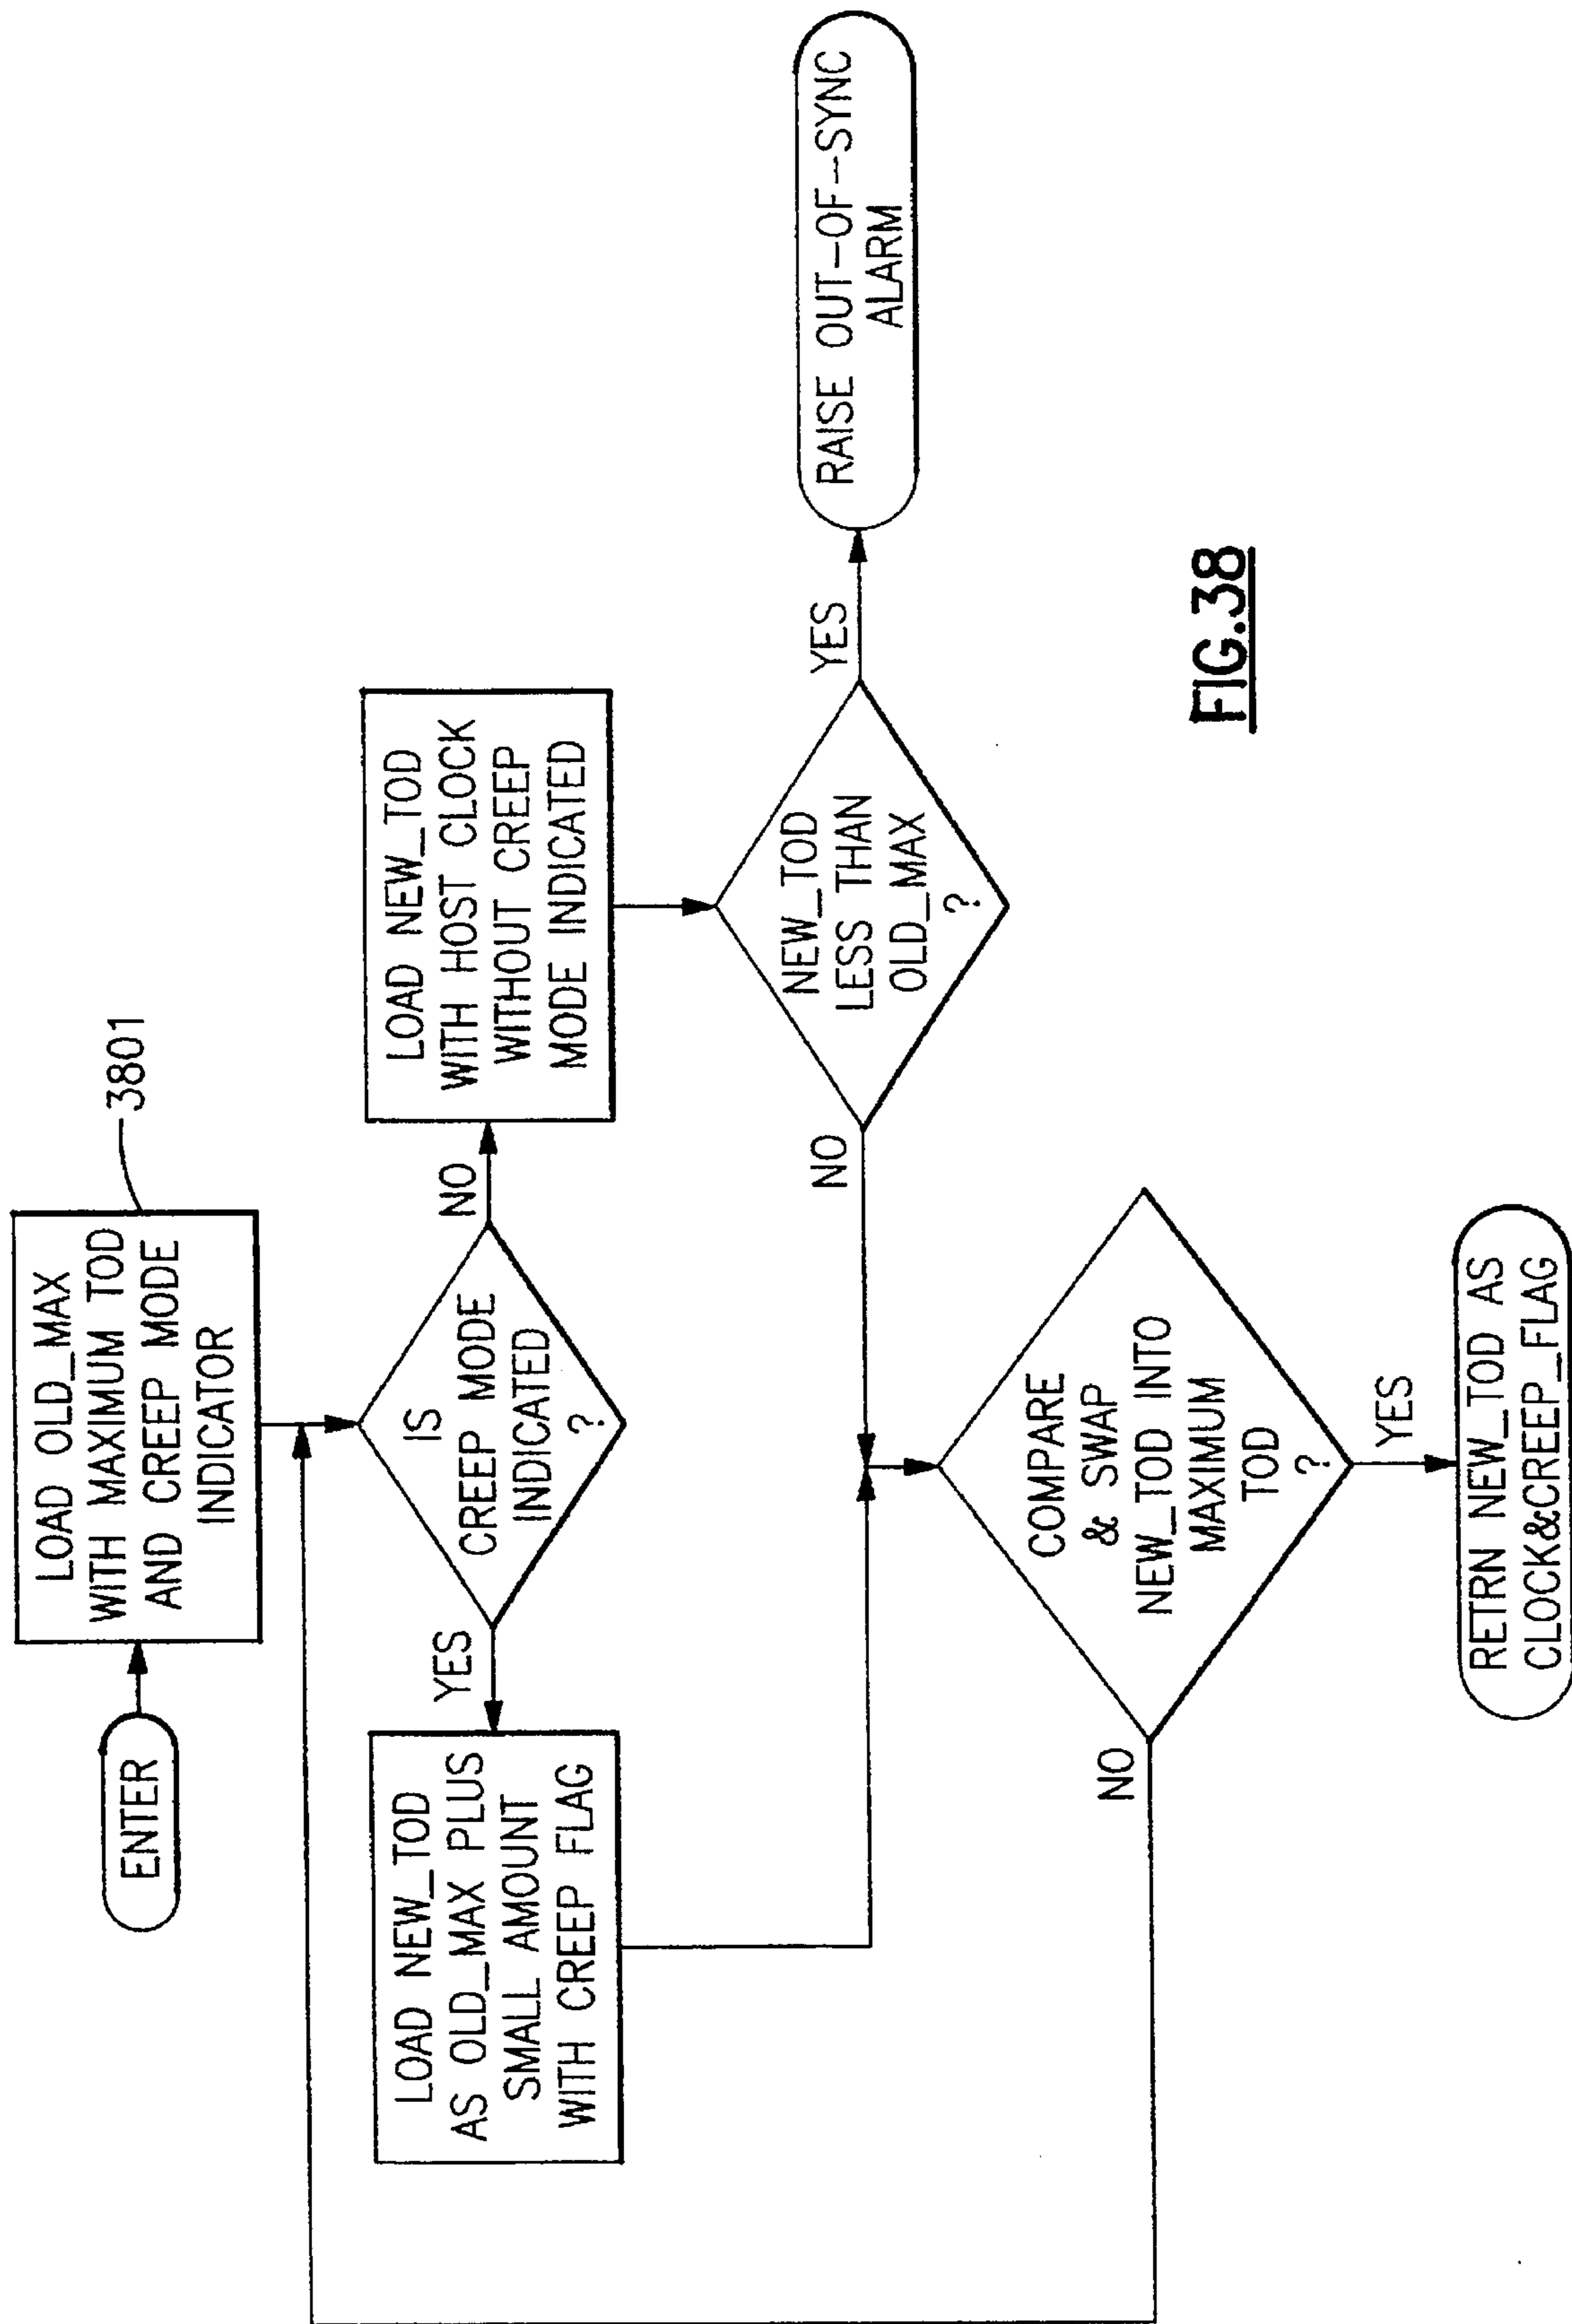 ENTER
LOAD OLD_MAX
WITH MAXIMUM TOD
AND CREEP MODE
INDICATOR
3801
IS
CREEP MODE
INDICATED
?
YES
NO
LOAD NEW_TOD
AS OLD_MAX PLUS
SMALL AMOUNT
WITH CREEP FLAG
LOAD NEW_TOD
WITH HOST CLOCK
WITHOUT CREEP
MODE INDICATED
NEW_TOD
LESS THAN
OLD_MAX
?
NO
YES
RAISE OUT-OF-SYNC
ALARM
COMPARE
& SWAP
NEW_TOD INTO
MAXIMUM
TOD
?
NO
YES
RETRN NEW_TOD AS
CLOCK&CREEP_FLAG
FIG.38